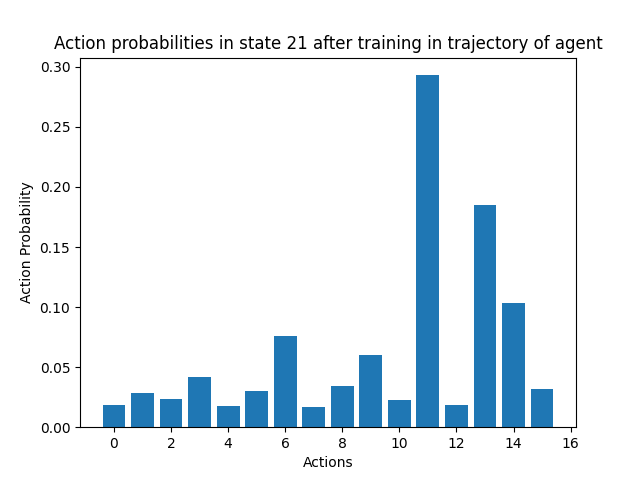 Action probabilities in state 21 after training in trajectory of agent
0.30
0.25
0.20
0.15
0.10
0.05
0.00
Action Probability
0 2 4 6 8 10 12 14 16
Actions